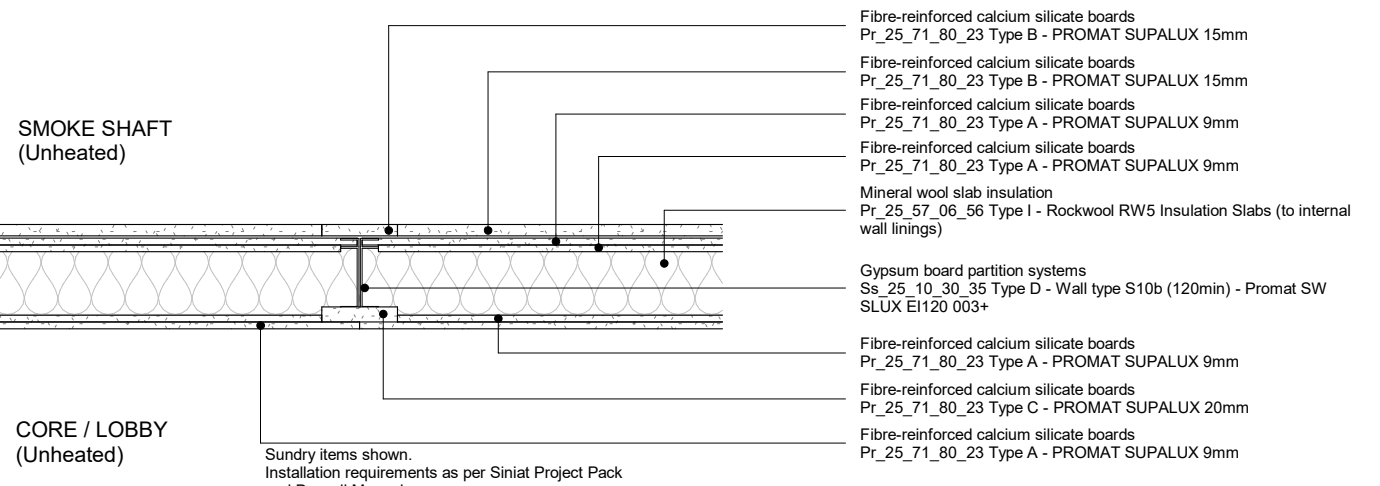 Fibre-reinforced calcium silicate boards
Pr_25_71_80_23 Type B - PROMAT SUPALUX 15mm
Fibre-reinforced calcium silicate boards
Pr_25_71_80_23 Type B - PROMAT SUPALUX 15mm
Fibre-reinforced calcium silicate boards
Pr_25_71_80_23 Type A - PROMAT SUPALUX 9mm
Fibre-reinforced calcium silicate boards
Pr_25_71_80_23 Type A - PROMAT SUPALUX 9mm
Mineral wool slab insulation
Pr_25_57_06_56 Type I - Rockwool RW5 Insulation Slabs (to internal
wall linings)
Gypsum board partition systems
Ss_25_10_30_35 Type D - Wall type S10b (120min) - Promat SW
SLUX EI120 003+
Fibre-reinforced calcium silicate boards
Pr_25_71_80_23 Type A - PROMAT SUPALUX 9mm
Fibre-reinforced calcium silicate boards
Pr_25_71_80_23 Type C - PROMAT SUPALUX 20mm
Fibre-reinforced calcium silicate boards
Pr_25_71_80_23 Type A - PROMAT SUPALUX 9mm
SMOKE SHAFT
(Unheated)
CORE / LOBBY
(Unheated)
Sundry items shown.
Installation requirements as per Siniat Project Pack